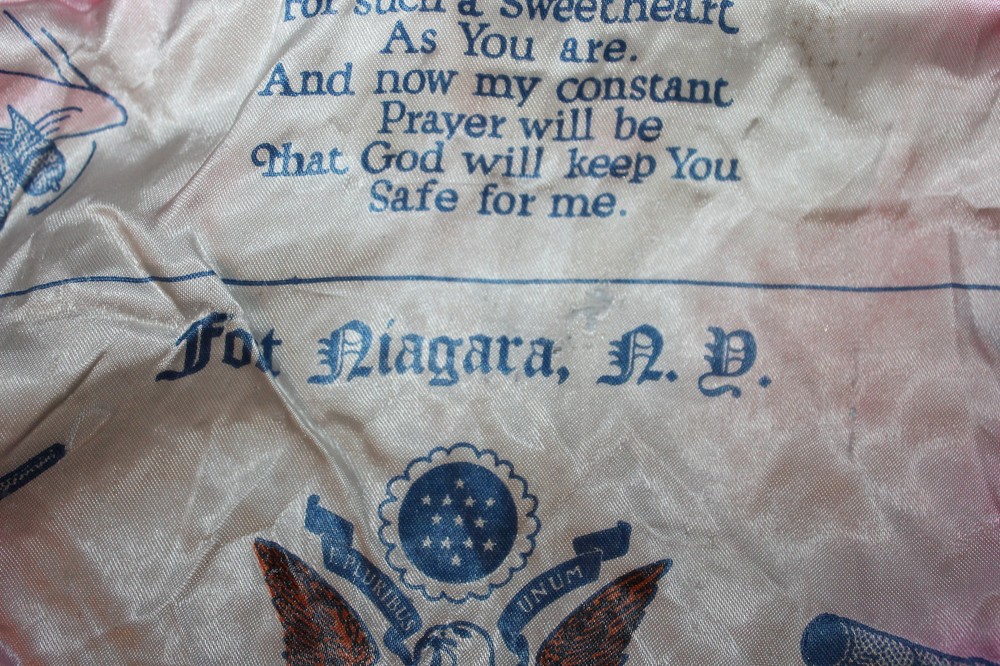 For such a Sweetheart
As You are.
And now my constant
Prayer will be
That God will keep You
Safe for me.
Fot Niagara, N. Y.
PLURIBUS UNUM